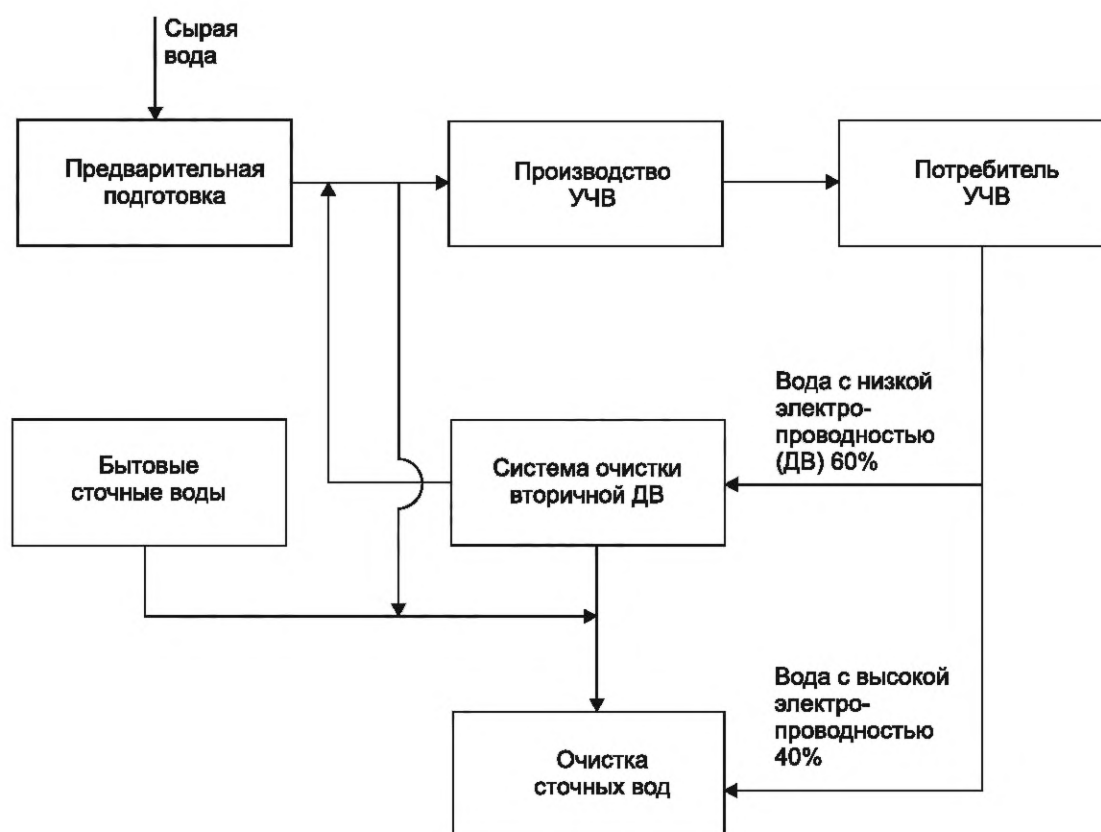 Сырая
вода
Предварительная
подготовка
Производство
УЧВ
Потребитель
УЧВ
Вода с низкой
электро-
проводностью
(ДВ) 60%
Бытовые
сточные воды
Система очистки
вторичной ДВ
Вода с высокой
электро-
проводностью
40%
Очистка
сточных вод